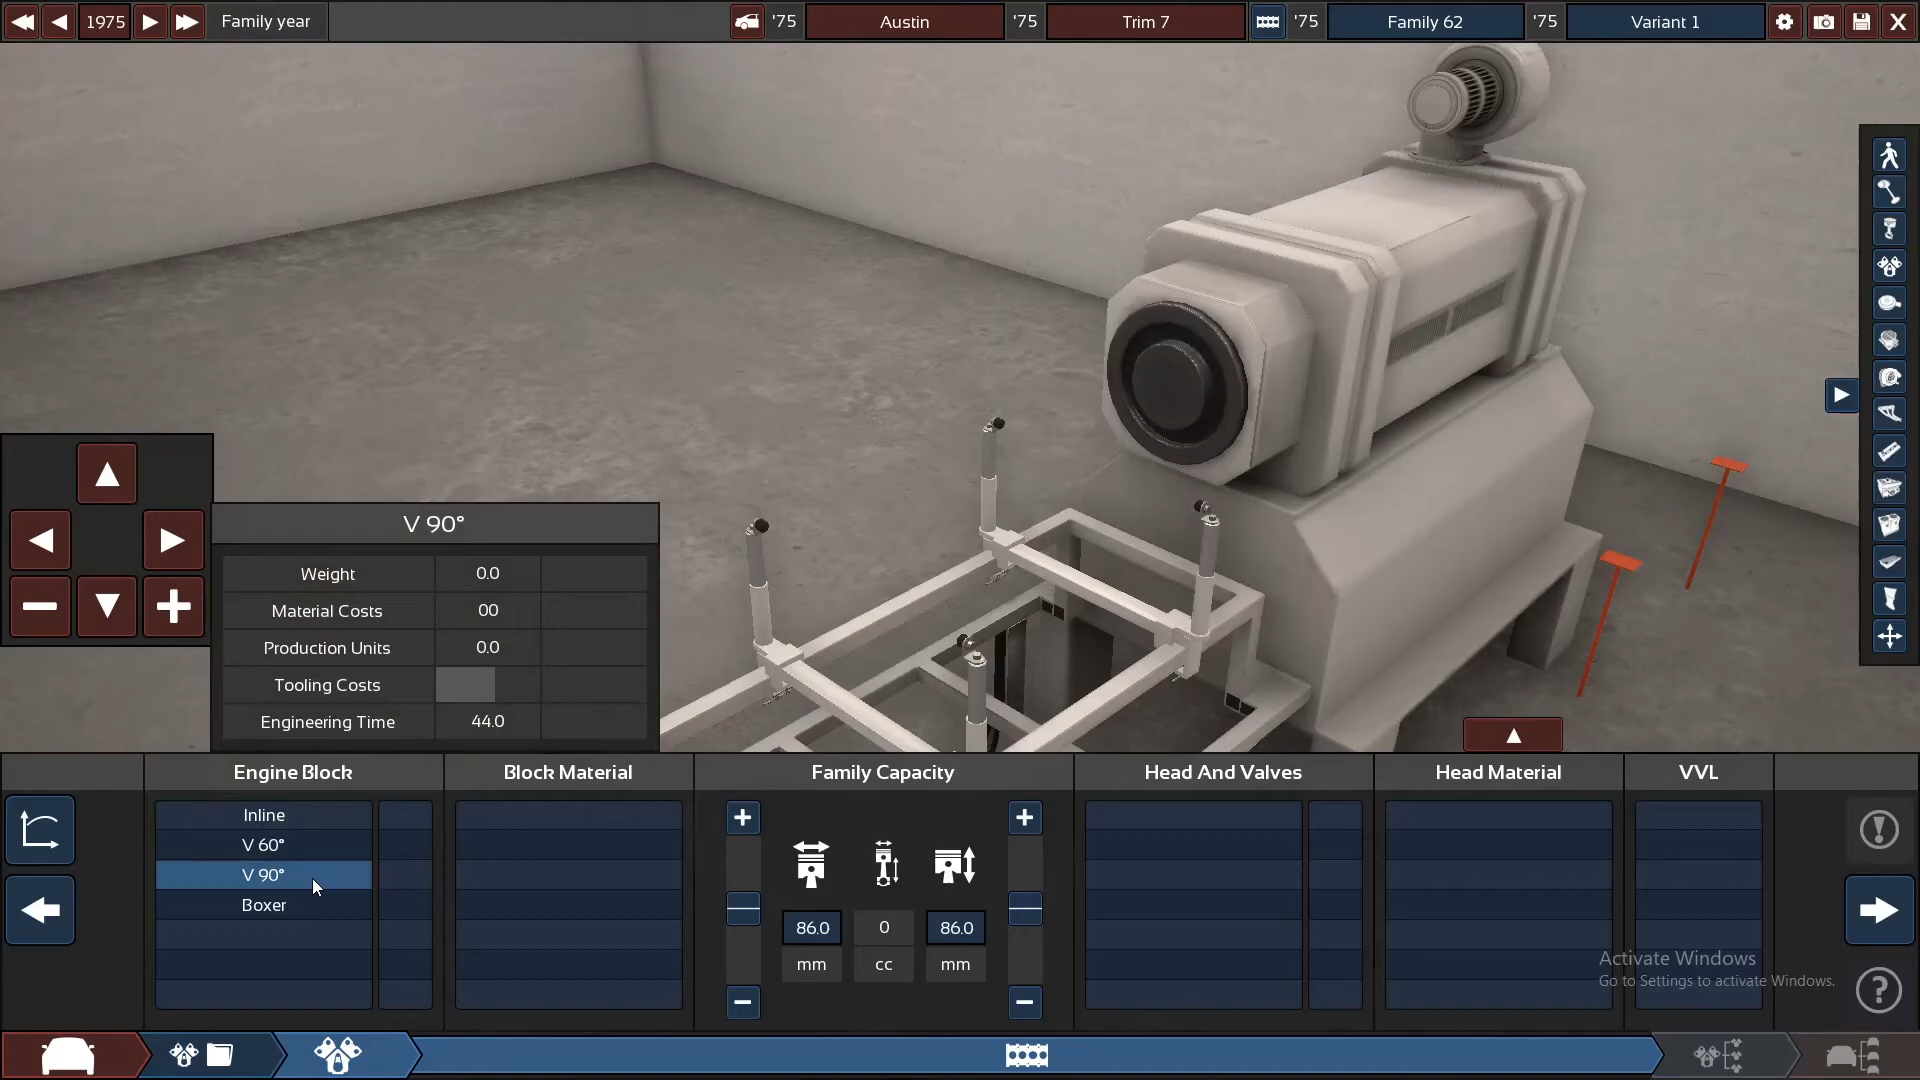 1975
Family year
'75
Austin
'75
Trim 7
'75
Family 62
'75
Variant 1
V 90°
Weight 0.0
Material Costs 00
Production Units 0.0
Tooling Costs
Engineering Time 44.0
Engine Block
Block Material
Family Capacity
Head And Valves
Head Material
VVL
Inline
V 60°
V 90°
Boxer
86.0 0 86.0
mm cc mm
Activate Windows
Go to Settings to activate Windows.